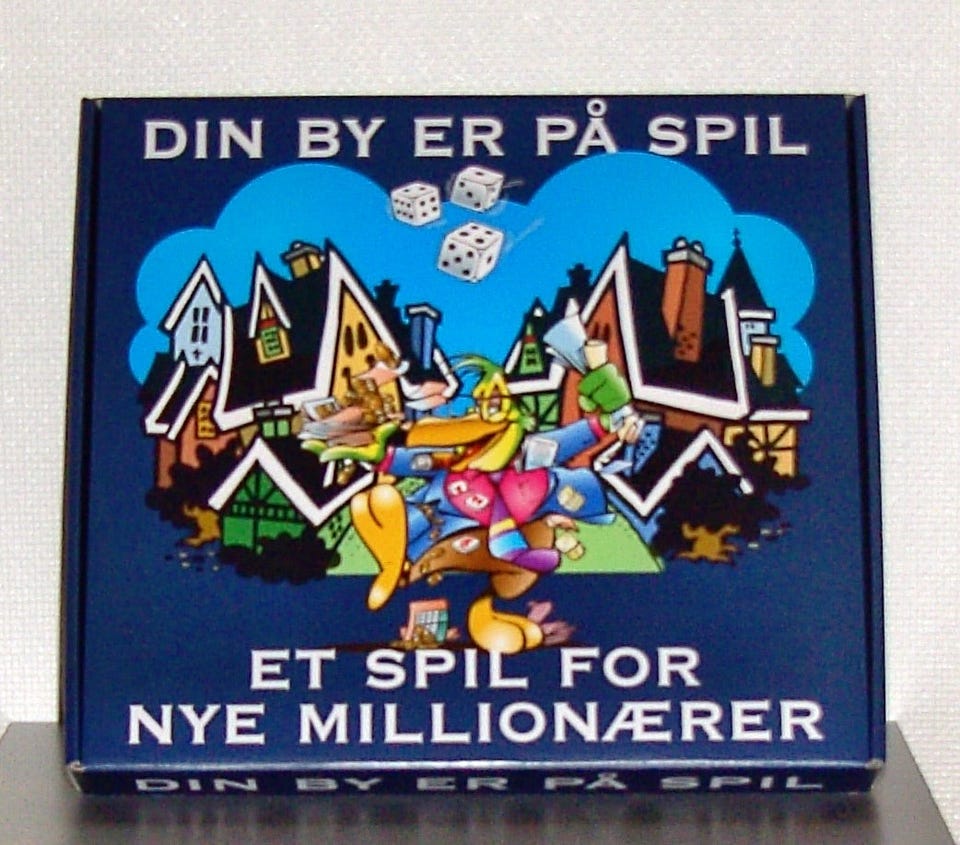 DIN BY ER PÅ SPIL
ET SPIL FOR
NYE MILLIONÆRER
DIN BY ER PÅ SPIL